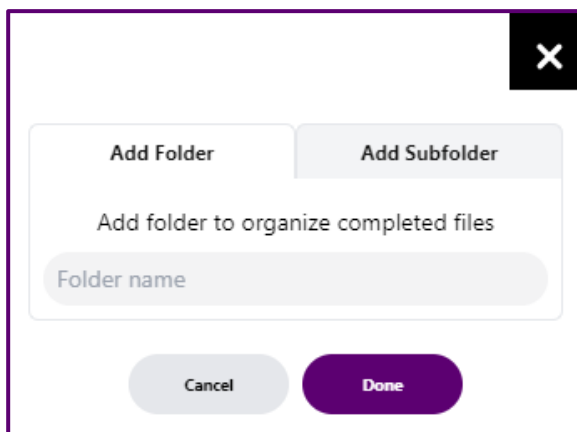 Add Folder
Add Subfolder
Add folder to organize completed files
Folder name
Cancel
Done